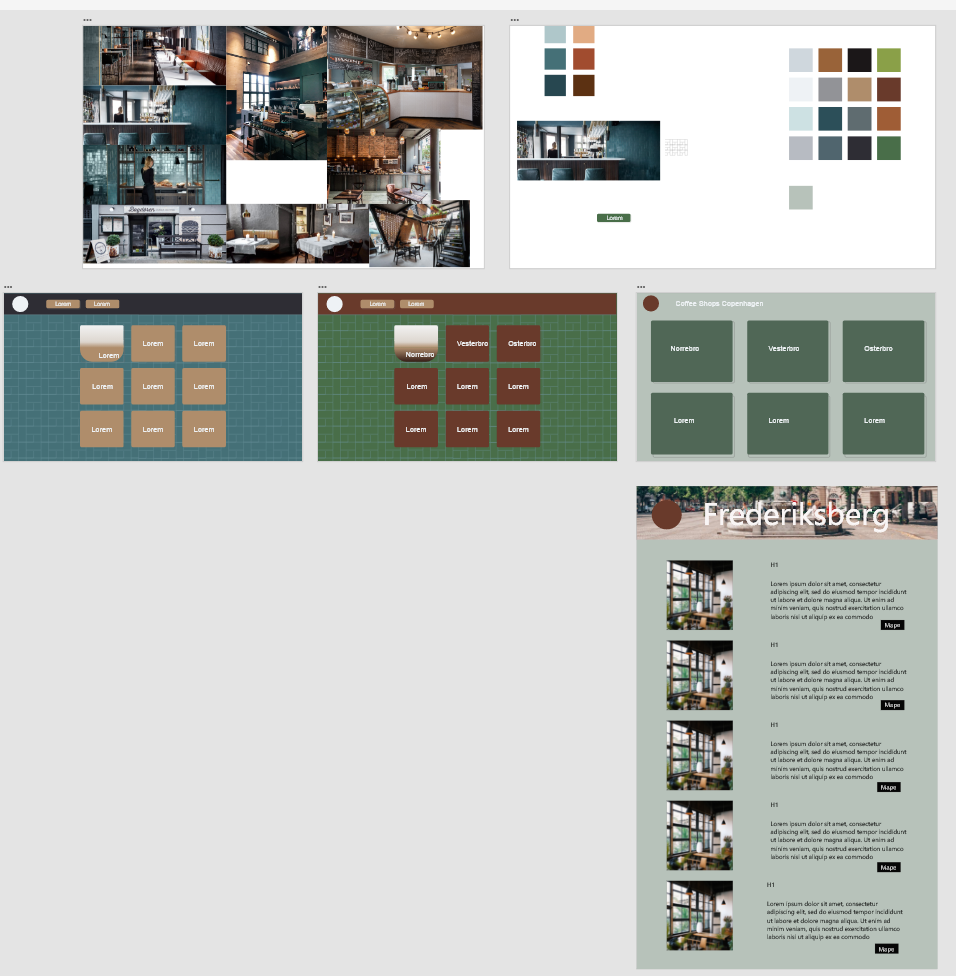 Lorem
Lorem
Lorem
Lorem
Lorem
Lorem
Lorem
Lorem
Lorem
Lorem
Lorem
Lorem
Lorem
Lorem
Norrebro
Vesterbro
Osterbro
Lorem
Lorem
Lorem
Lorem
Lorem
Lorem
Coffee Shops Copenhagen
Norrebro
Vesterbro
Osterbro
Lorem
Lorem
Lorem
Frederiksberg
H1
Lorem ipsum dolor sit amet, consectetur
adipiscing elit, sed do eiusmod tempor incididunt
ut labore et dolore magna aliqua. Ut enim ad
minim veniam, quis nostrud exercitation ullamco
laboris nisi ut aliquip ex ea commodo
Maps
H1
Lorem ipsum dolor sit amet, consectetur
adipiscing elit, sed do eiusmod tempor incididunt
ut labore et dolore magna aliqua. Ut enim ad
minim veniam, quis nostrud exercitation ullamco
laboris nisi ut aliquip ex ea commodo
Maps
H1
Lorem ipsum dolor sit amet, consectetur
adipiscing elit, sed do eiusmod tempor incididunt
ut labore et dolore magna aliqua. Ut enim ad
minim veniam, quis nostrud exercitation ullamco
laboris nisi ut aliquip ex ea commodo
Maps
H1
Lorem ipsum dolor sit amet, consectetur
adipiscing elit, sed do eiusmod tempor incididunt
ut labore et dolore magna aliqua. Ut enim ad
minim veniam, quis nostrud exercitation ullamco
laboris nisi ut aliquip ex ea commodo
Maps
H1
Lorem ipsum dolor sit amet, consectetur
adipiscing elit, sed do eiusmod tempor incididunt
ut labore et dolore magna aliqua. Ut enim ad
minim veniam, quis nostrud exercitation ullamco
laboris nisi ut aliquip ex ea commodo
Maps